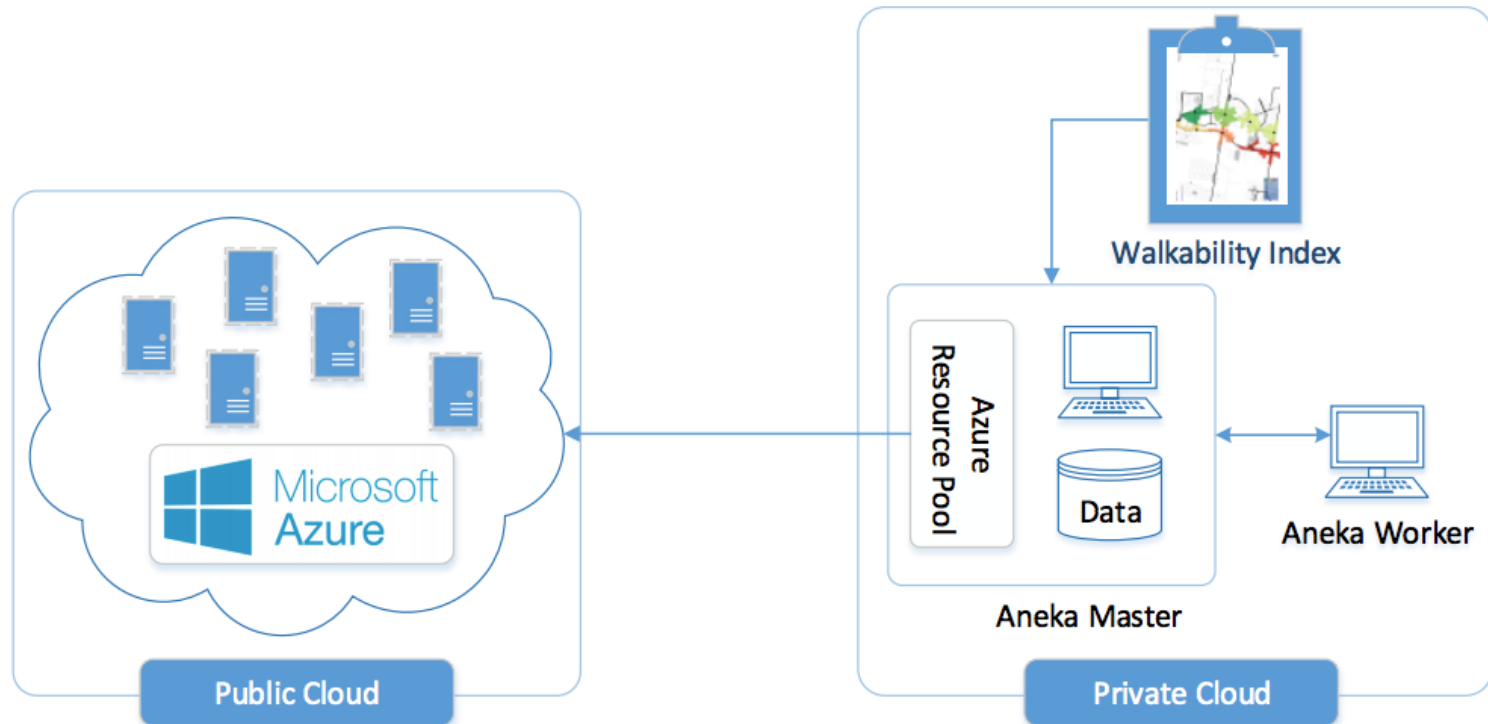 Microsoft
Azure
Public Cloud
Walkability Index
Azure
Resource Pool
Data
Aneka Worker
Aneka Master
Private Cloud